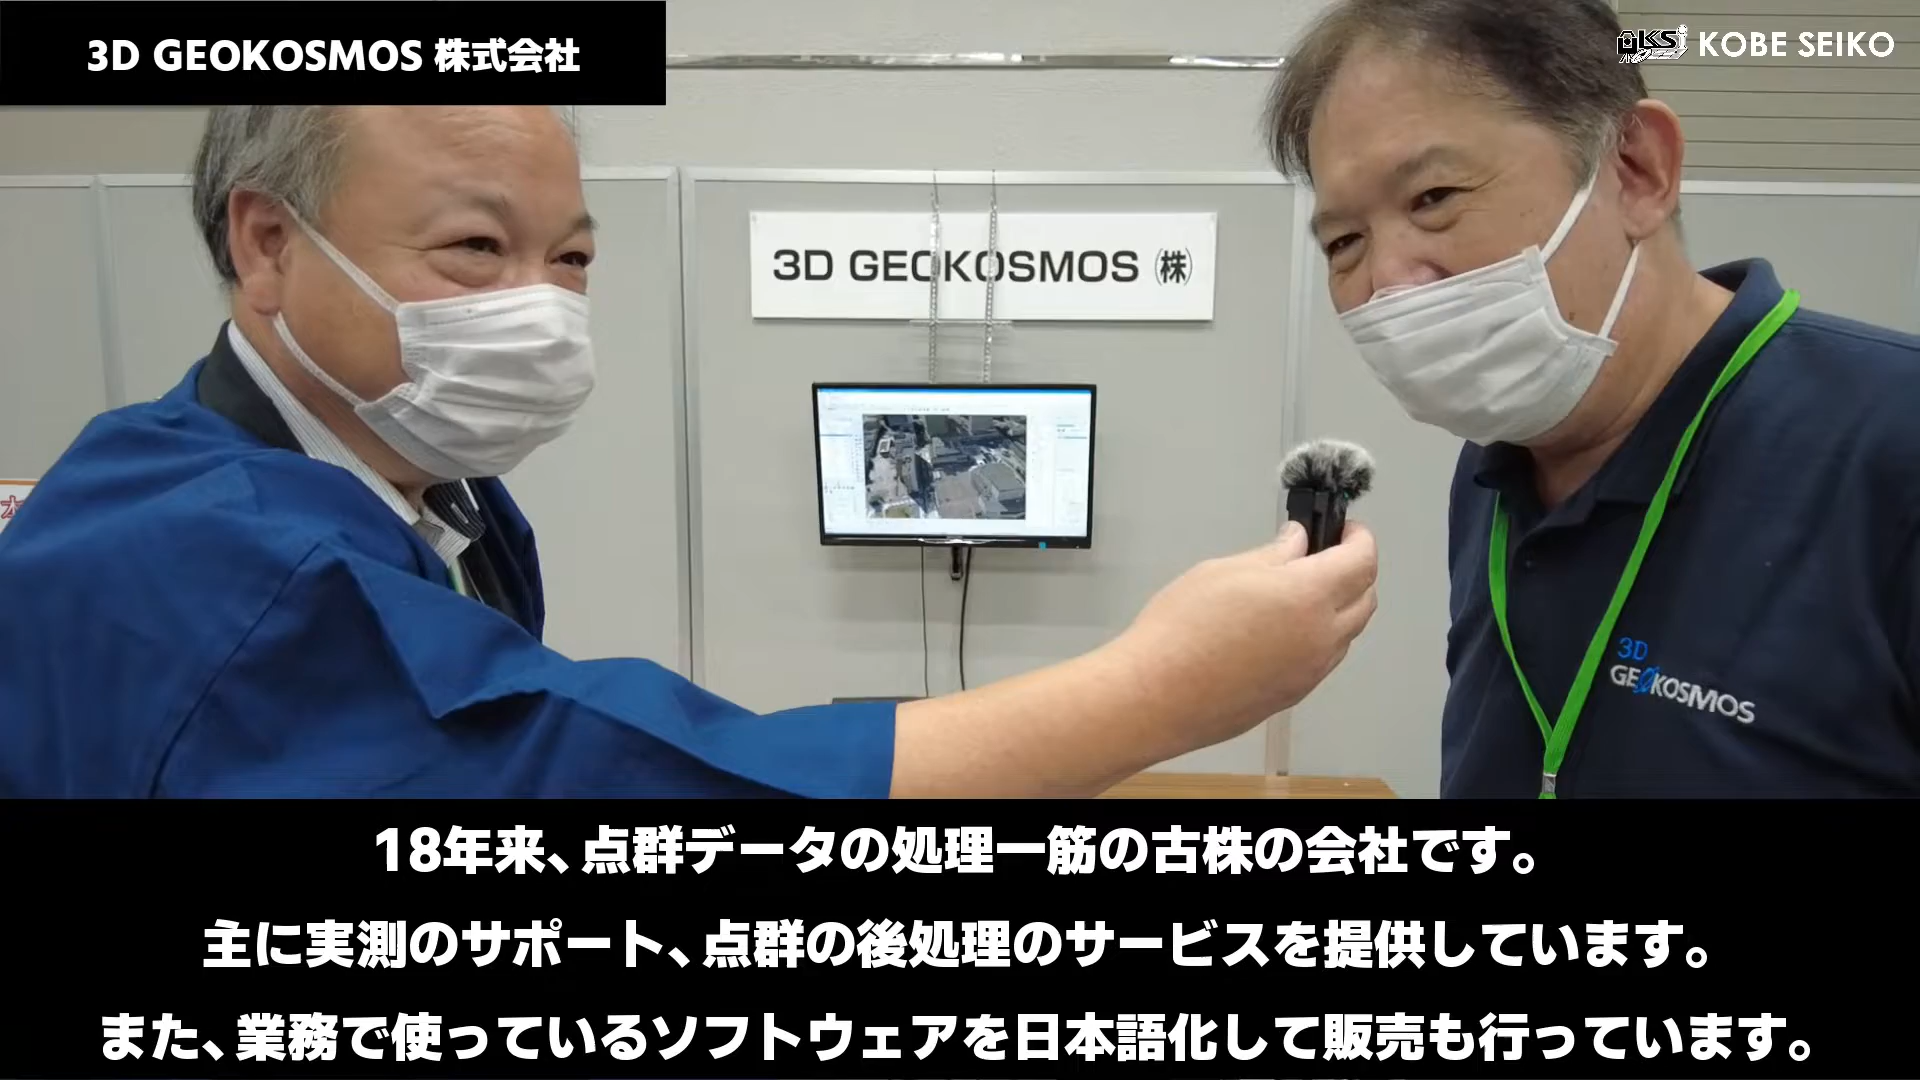 3D GEOKOSMOS 株式会社
KSi KOBE SEIKO
3D GEOKOSMOS ㈱
3D
GEOKOSMOS
18年来、点群データの処理一筋の古株の会社です。
主に実測のサポート、点群の後処理のサービスを提供しています。
また、業務で使っているソフトウェアを日本語化して販売も行っています。